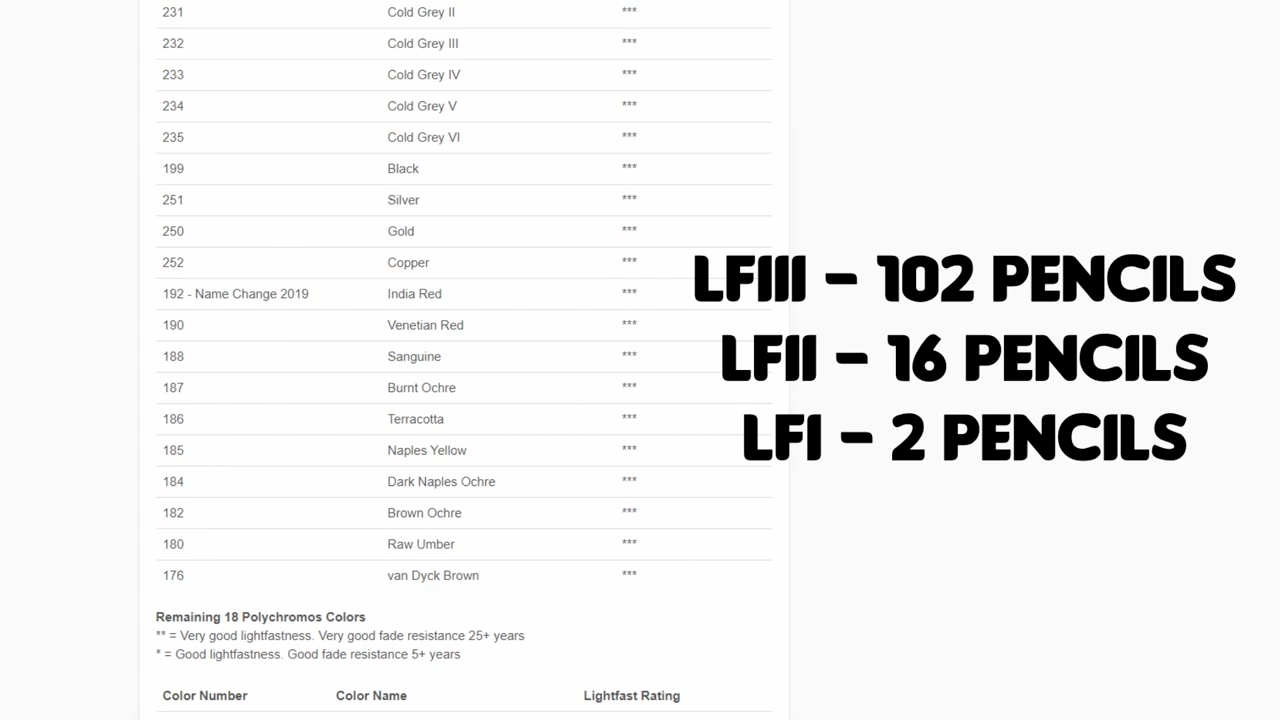 231 Cold Grey II ***
232 Cold Grey III ***
233 Cold Grey IV ***
234 Cold Grey V ***
235 Cold Grey VI ***
199 Black ***
251 Silver ***
250 Gold ***
252 Copper ***
192 - Name Change 2019 India Red ***
190 Venetian Red ***
188 Sanguine ***
187 Burnt Ochre ***
186 Terracotta ***
185 Naples Yellow ***
184 Dark Naples Ochre ***
182 Brown Ochre ***
180 Raw Umber ***
176 van Dyck Brown ***
LFIII - 102 PENCILS
LFII - 16 PENCILS
LFI - 2 PENCILS
Remaining 18 Polychromos Colors
** = Very good lightfastness. Very good fade resistance 25+ years
* = Good lightfastness. Good fade resistance 5+ years
Color Number Color Name Lightfast Rating